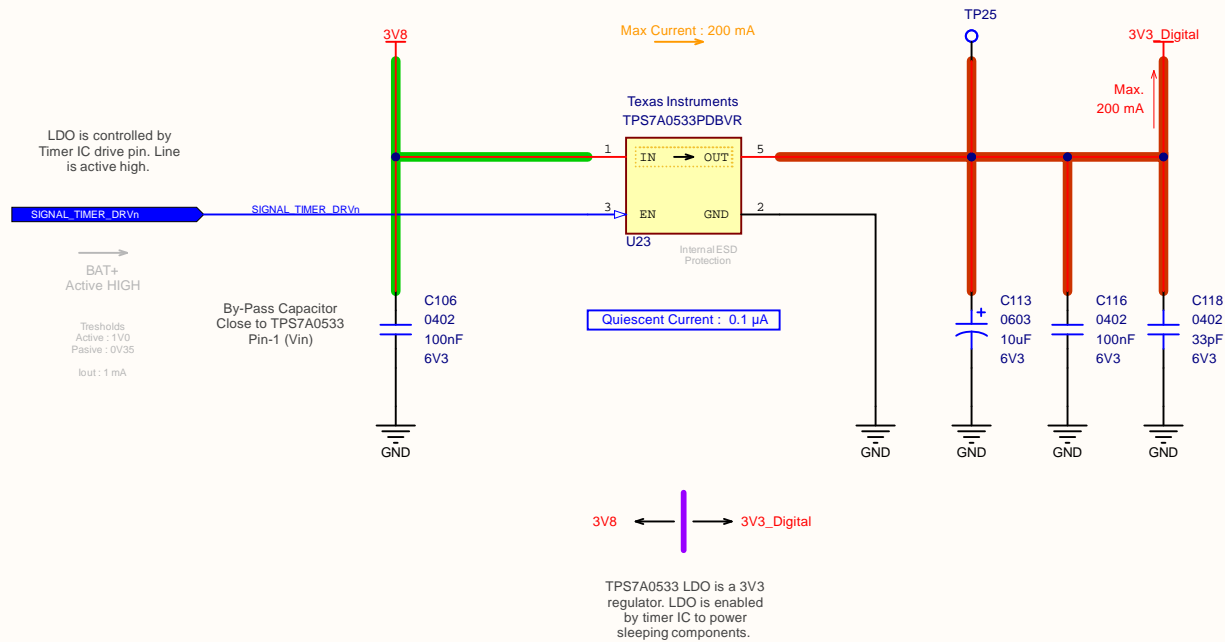 TP25
3V8
Max Current : 200 mA
3V3_Digital
Max.
200 mA
Texas Instruments
TPS7A0533PDBVR
LDO is controlled by
Timer IC drive pin. Line
is active high.
1
IN
OUT
5
SIGNAL_TIMER_DRVn
SIGNAL_TIMER_DRVn
3
EN
GND
2
U23
Internal ESD
Protection
BAT+
Active HIGH
Tresholds
Active : 1V0
Pasive : 0V35
Iout : 1 mA
By-Pass Capacitor
Close to TPS7A0533
Pin-1 (Vin)
C106
0402
100nF
6V3
Quiescent Current : 0.1 µA
+
C113
0603
10uF
6V3
C116
0402
100nF
6V3
C118
0402
33pF
6V3
GND
GND
GND
GND
GND
3V8
3V3_Digital
TPS7A0533 LDO is a 3V3
regulator. LDO is enabled
by timer IC to power
sleeping components.